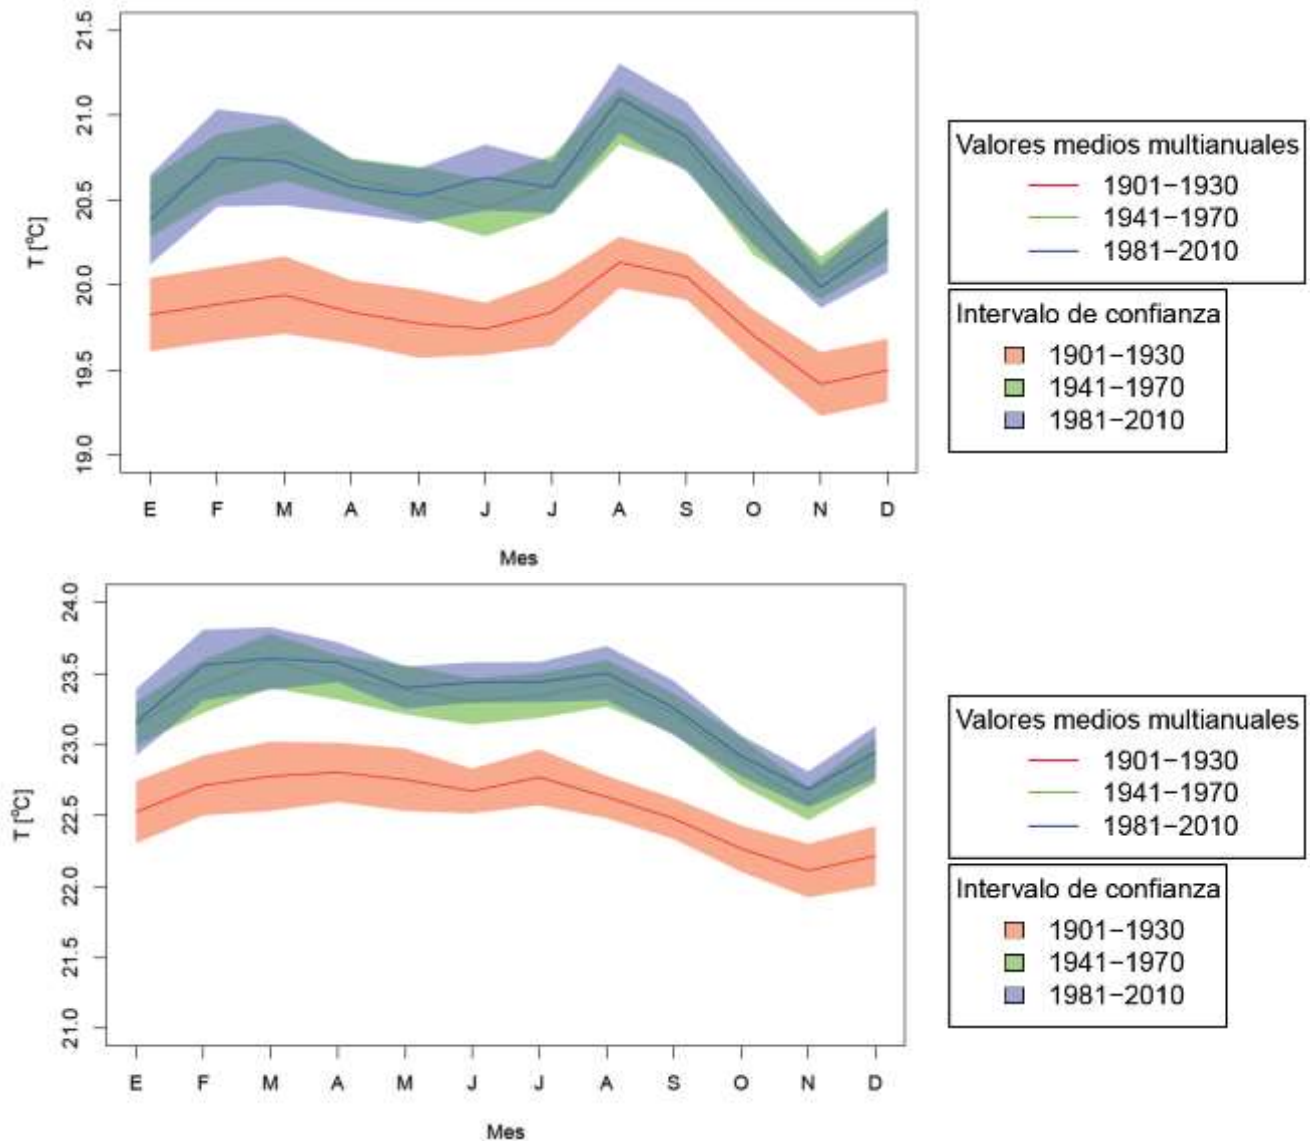 21.5
21.0
20.5
20.0
19.5
19.0
T [°C]
E F M A M J J A S O N D
Mes
Valores medios multianuales
1901−1930
1941−1970
1981−2010
Intervalo de confianza
1901−1930
1941−1970
1981−2010
24.0
23.5
23.0
22.5
22.0
21.5
21.0
T [°C]
E F M A M J J A S O N D
Mes
Valores medios multianuales
1901−1930
1941−1970
1981−2010
Intervalo de confianza
1901−1930
1941−1970
1981−2010